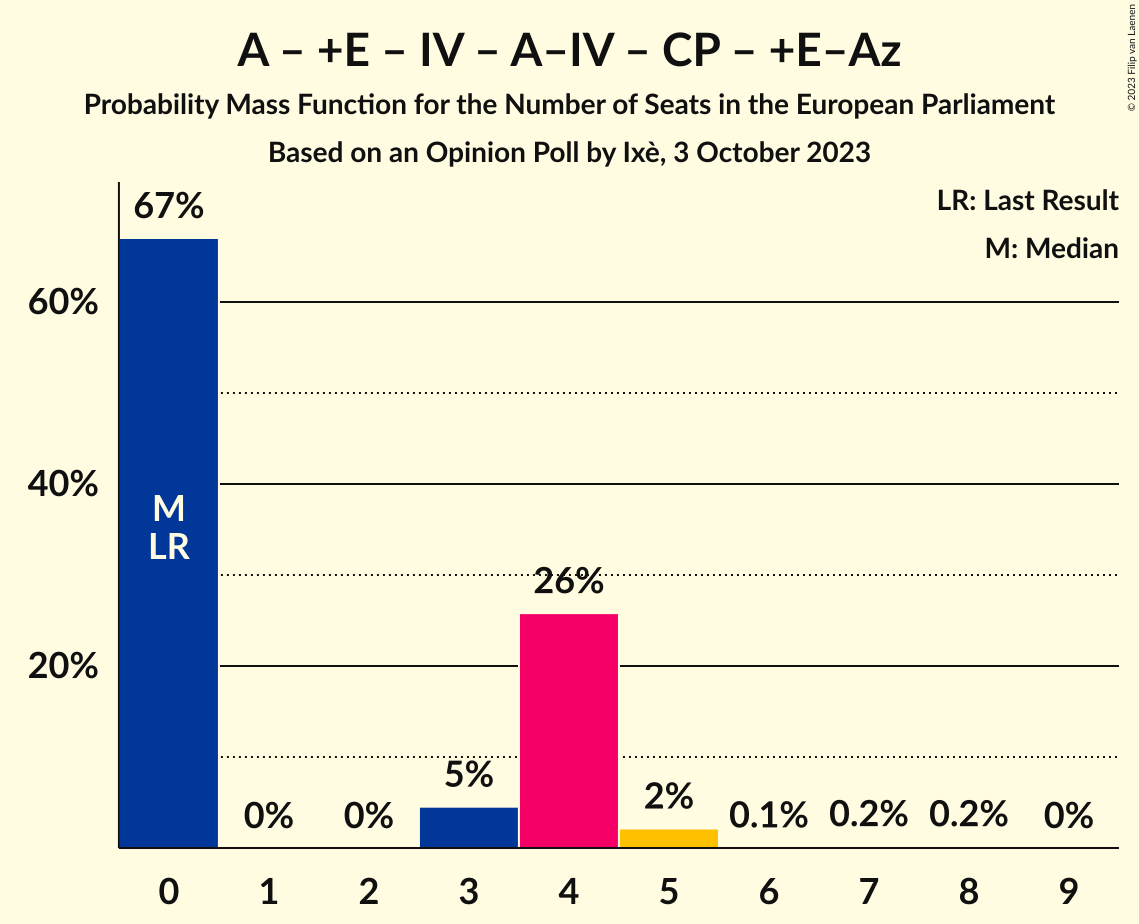 A – +E – IV – A–IV – CP – +E–Az
Probability Mass Function for the Number of Seats in the European Parliament
Based on an Opinion Poll by Ixè, 3 October 2023
© 2023 Filip van Laenen
LR: Last Result
M: Median
67%
60%
40%
20%
M
LR
0%
0%
5%
26%
2%
0.1%
0.2%
0.2%
0%
0 1 2 3 4 5 6 7 8 9